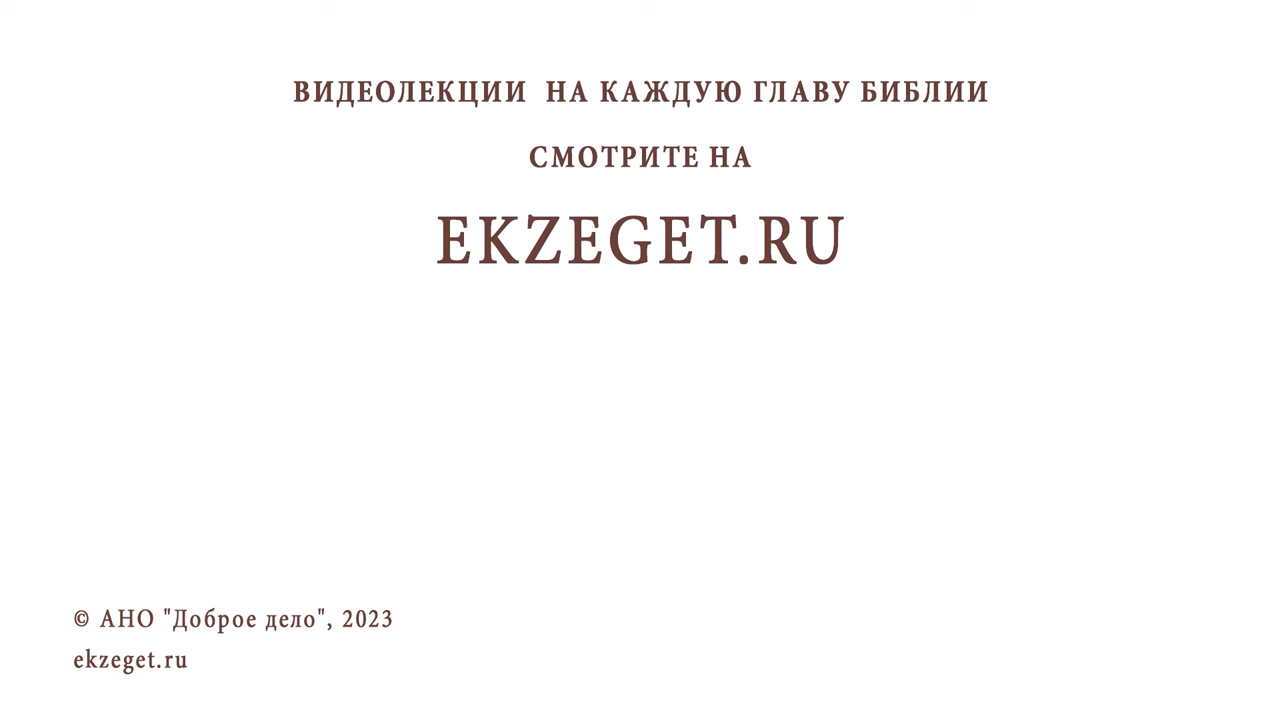 ВИДЕОЛЕКЦИИ НА КАЖДУЮ ГЛАВУ БИБЛИИ
СМОТРИТЕ НА
EKZEGET.RU
© АНО "Доброе дело", 2023
ekzeget.ru